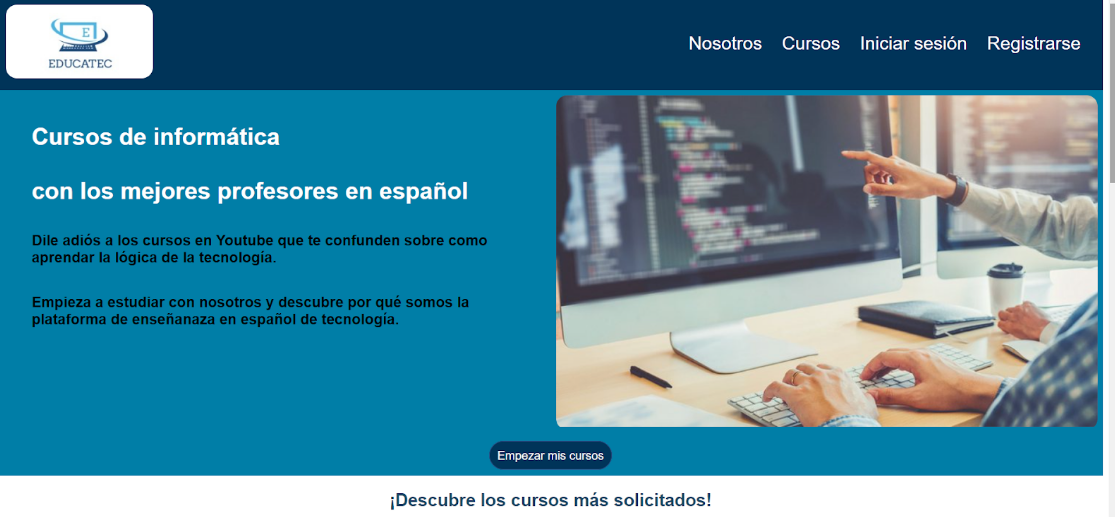 E
EDUCATEC
Nosotros Cursos Iniciar sesión Registrarse
Cursos de informática
con los mejores profesores en español
Dile adiós a los cursos en Youtube que te confunden sobre como
aprendar la lógica de la tecnología.
Empieza a estudiar con nosotros y descubre por qué somos la
plataforma de enseñanaza en español de tecnología.
Empezar mis cursos
¡Descubre los cursos más solicitados!